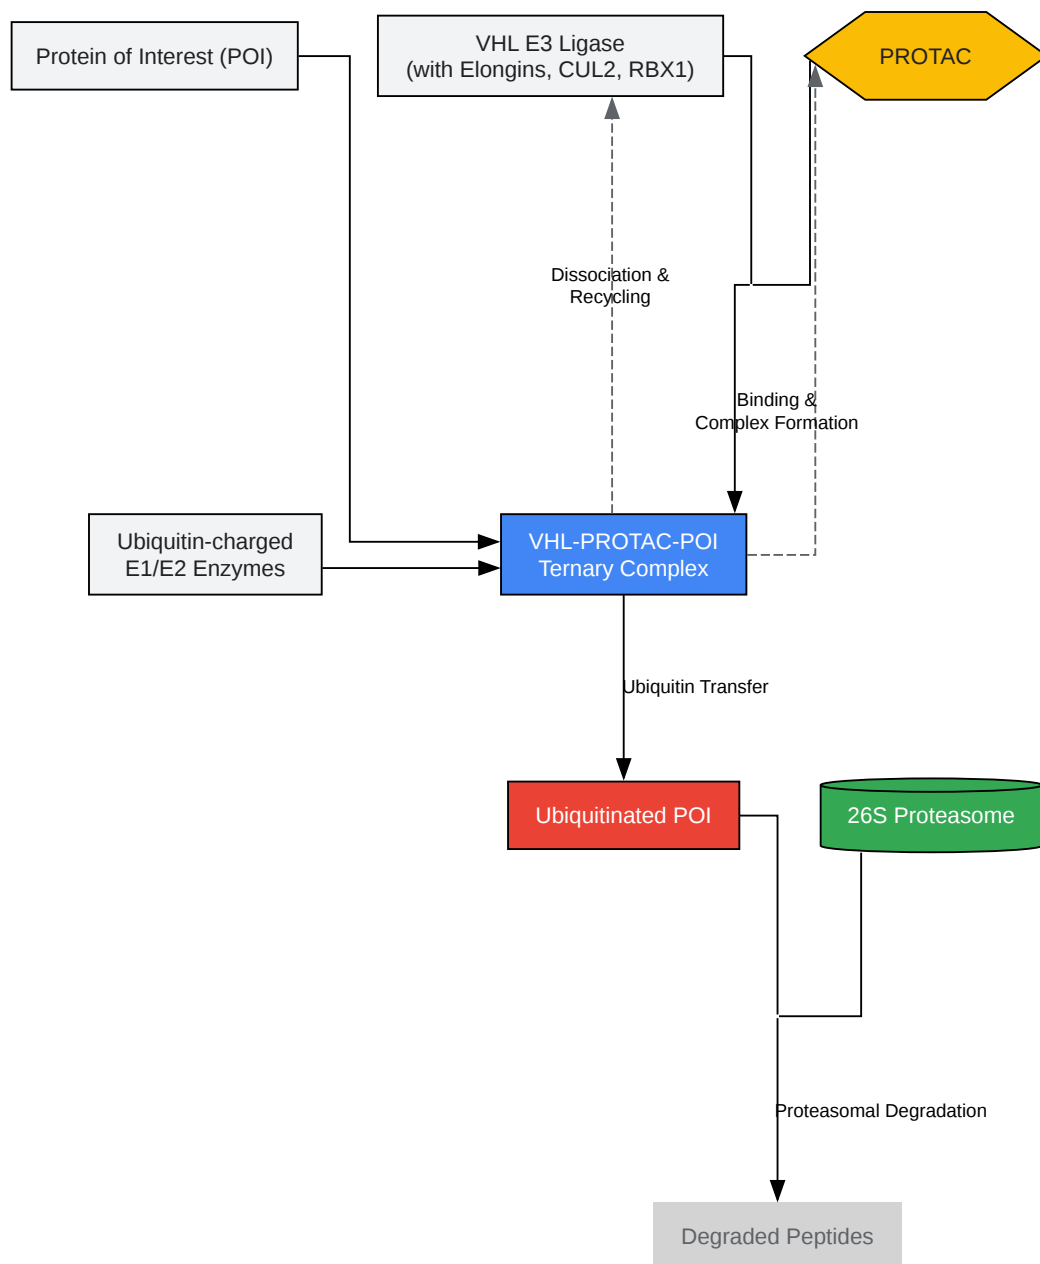 Protein of Interest (POI)
VHL E3 Ligase
(with Elongins, CUL2, RBX1)
PROTAC
Dissociation &
Recycling
Binding &
Complex Formation
Ubiquitin-charged
E1/E2 Enzymes
VHL-PROTAC-POI
Ternary Complex
Ubiquitin Transfer
Ubiquitinated POI
26S Proteasome
Proteasomal Degradation
Degraded Peptides